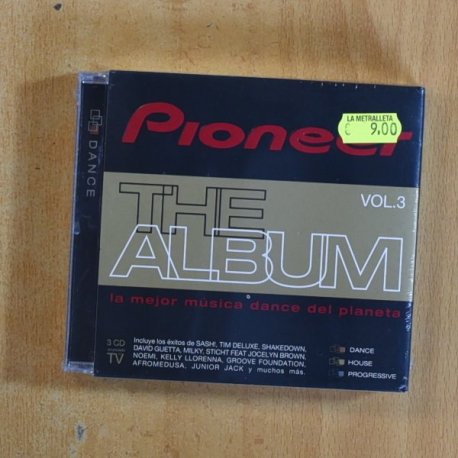 Pioneer
LA METRALLETA
€ 9,00
DANCE
THE
VOL.3
ALBUM
la mejor música dance del planeta
3 CD
TV
Incluye los éxitos de SASH!, TIM DELUXE, SHAKEDOWN,
DAVID GUETTA, MILKY, STICHT FEAT JOCELYN BROWN,
NOEMI, KELLY LLORENNA, GROOVE FOUNDATION,
AFROMEDUSA, JUNIOR JACK y muchos más.
DANCE
HOUSE
PROGRESSIVE